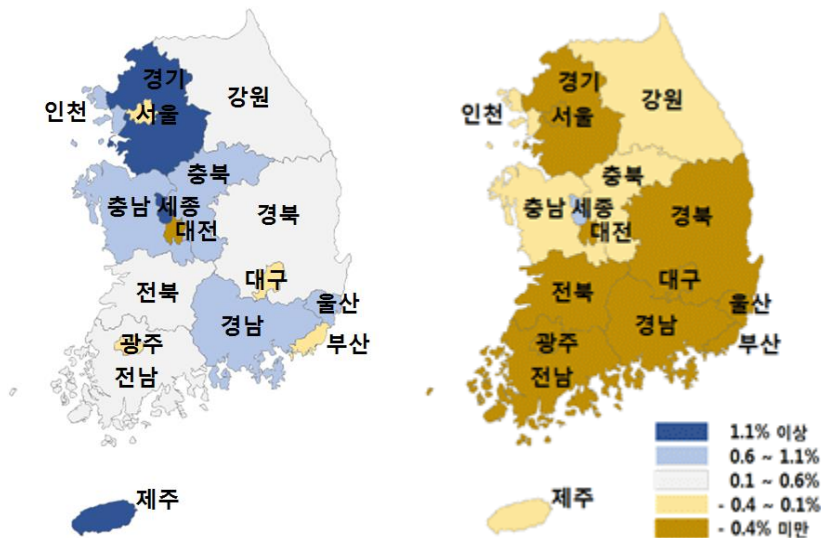 경기
서울
인천
강원
충북
충남
세종
대전
경북
대구
전북
울산
경남
부산
광주
전남
제주
경기
서울
인천
강원
충북
충남
세종
대전
경북
대구
전북
울산
경남
부산
광주
전남
제주
1.1% 이상
0.6 ~ 1.1%
0.1 ~ 0.6%
- 0.4 ~ 0.1%
- 0.4% 미만